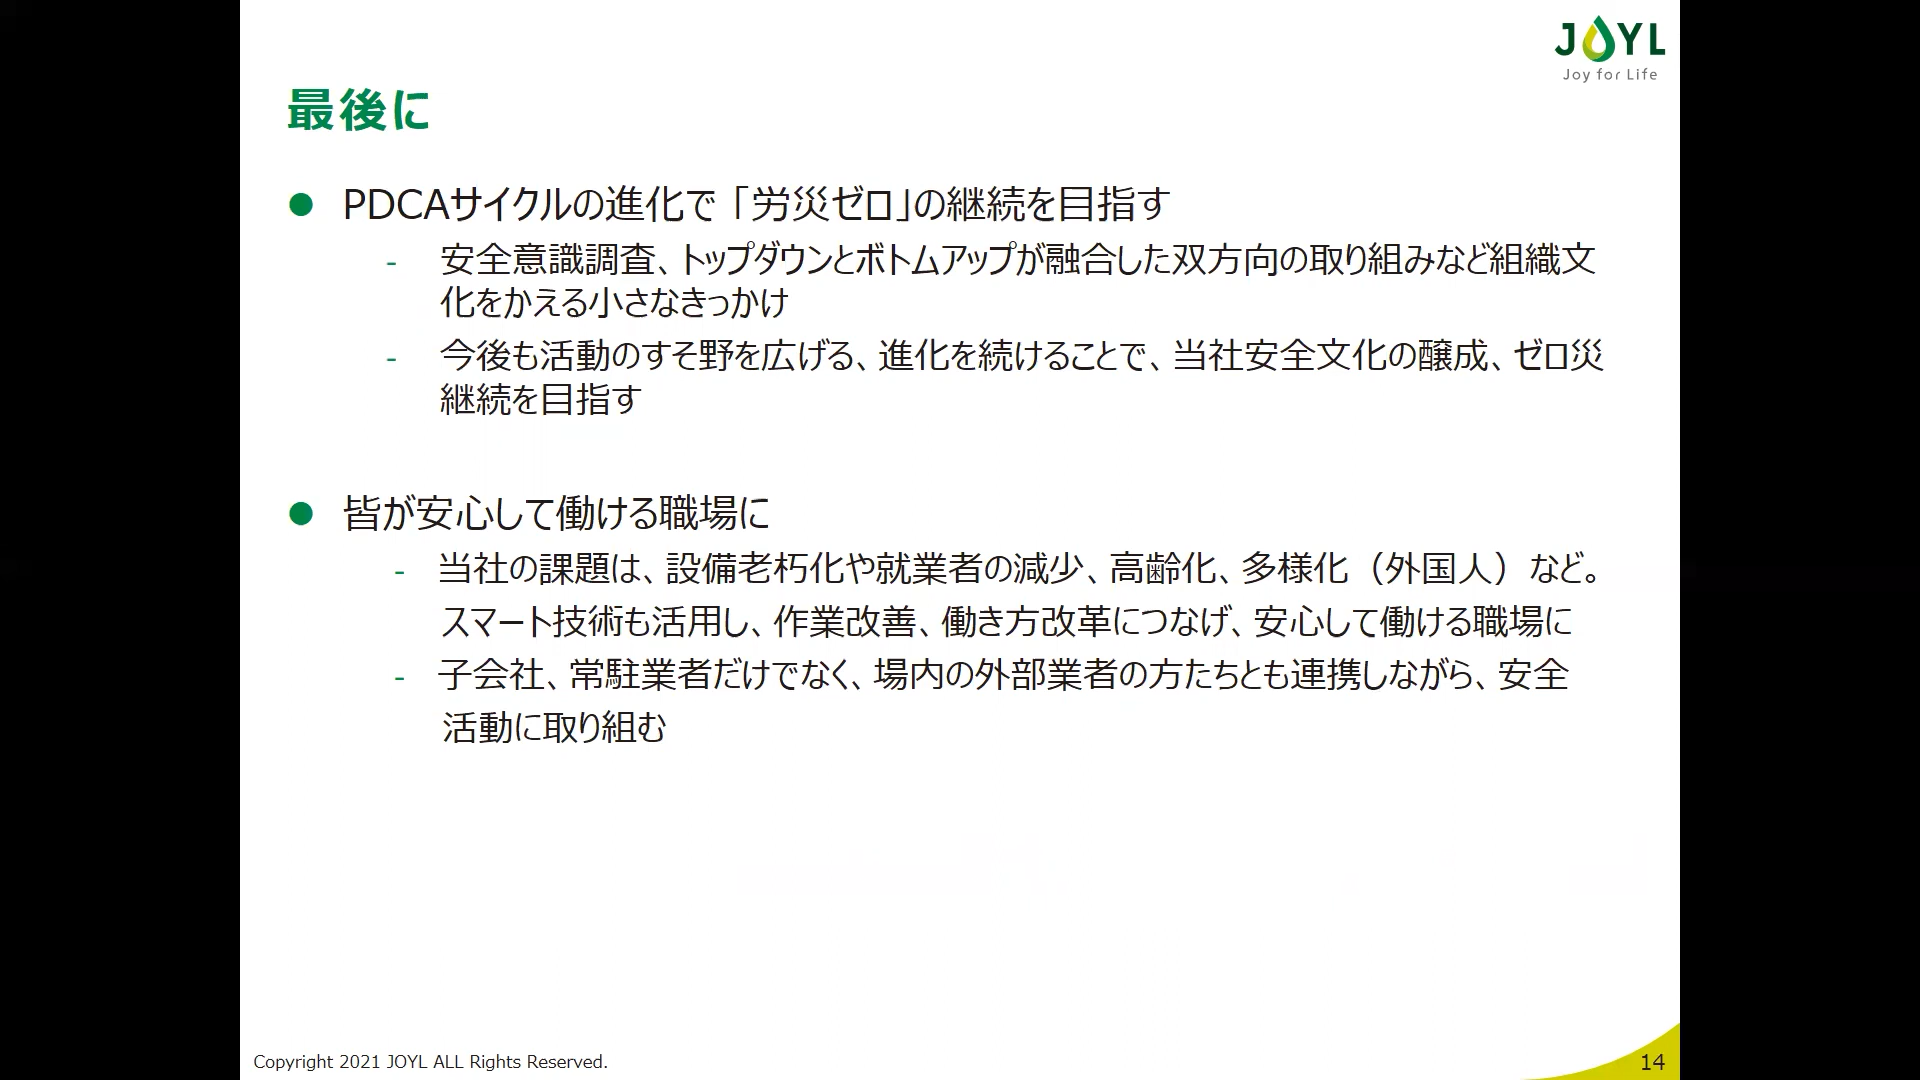 JOYL
Joy for Life
最後に
● PDCAサイクルの進化で「労災ゼロ」の継続を目指す
- 安全意識調査、トップダウンとボトムアップが融合した双方向の取り組みなど組織文
化をかえる小さなきっかけ
- 今後も活動のすそ野を広げる、進化を続けることで、当社安全文化の醸成、ゼロ災
継続を目指す
● 皆が安心して働ける職場に
- 当社の課題は、設備老朽化や就業者の減少、高齢化、多様化（外国人）など。
スマート技術も活用し、作業改善、働き方改革につなげ、安心して働ける職場に
- 子会社、常駐業者だけでなく、場内の外部業者の方たちとも連携しながら、安全
活動に取り組む
Copyright 2021 JOYL ALL Rights Reserved.
14